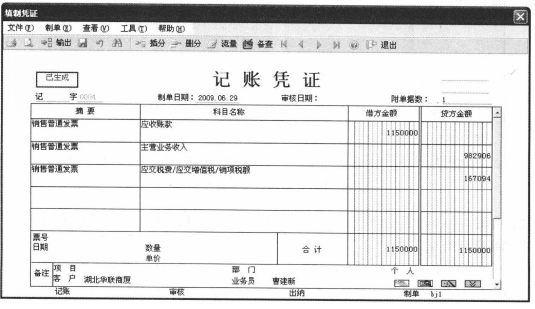 填制凭证
文件(F) 制单(E) 查看(V) 工具(T) 帮助(H)
输出 插分 删分 流量 备查 退出
已生成
记账凭证
记 字 0004 制单日期: 2009.06.29 审核日期: 附单据数: 1
摘要 科目名称 借方金额 贷方金额
销售普通发票 应收账款 1150000
销售普通发票 主营业务收入 982906
销售普通发票 应交税费/应交增值税/销项税额 167094
票号
日期 数量 合计 1150000 1150000
单价
备注 项目 部门 个人
客户 湖北华联商厦 业务员 曹建新
记账 审核 出纳 制单 bj1